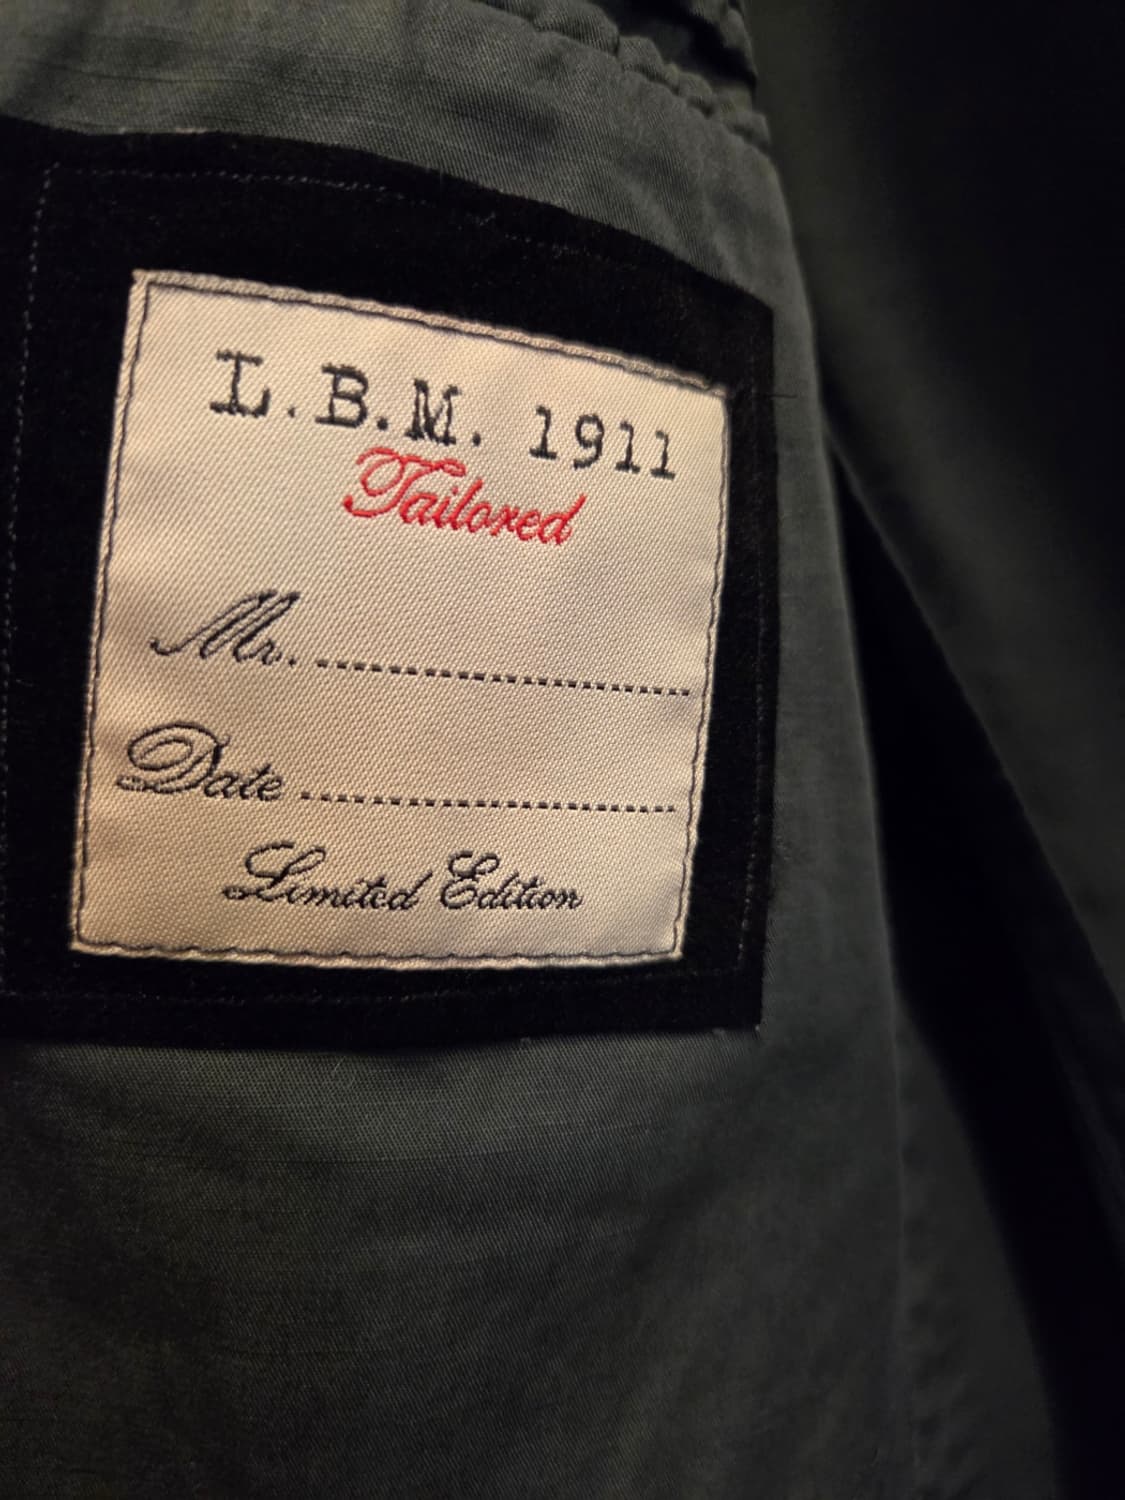 L.B.M. 1911
Tailored
Mr. ........................................
Date ........................................
Limited Edition